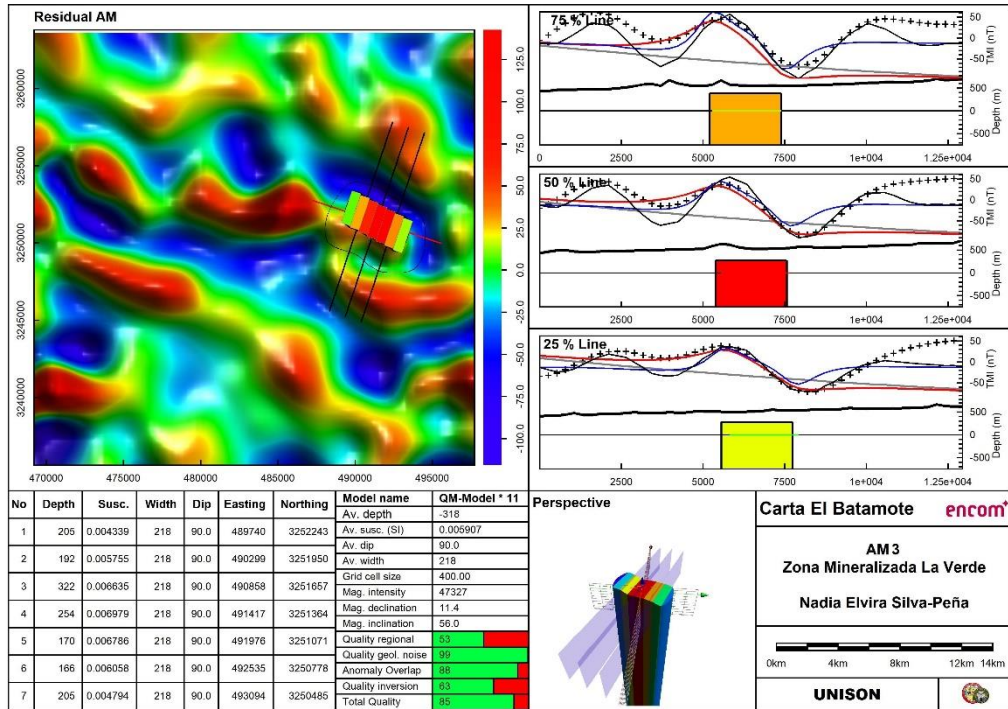 Residual AM
3260000
3255000
3250000
3245000
3240000
470000 475000 480000 485000 490000 495000
125.0
100.0
75.0
50.0
25.0
0.0
-25.0
-50.0
-75.0
-100.0
75 % Line
50
0
-50
TMI (nT)
500
0
-500
Depth (m)
0 2500 5000 7500 1e+004 1.25e+004
50 % Line
50
0
-50
TMI (nT)
500
0
-500
Depth (m)
2500 5000 7500 1e+004 1.25e+004
25 % Line
50
0
-50
TMI (nT)
500
0
-500
Depth (m)
2500 5000 7500 1e+004 1.25e+004
No Depth Susc. Width Dip Easting Northing
1 205 0.004339 218 90.0 489740 3252243
2 192 0.005755 218 90.0 490299 3251950
3 322 0.006635 218 90.0 490858 3251657
4 254 0.006979 218 90.0 491417 3251364
5 170 0.006786 218 90.0 491976 3251071
6 166 0.006058 218 90.0 492535 3250778
7 205 0.004794 218 90.0 493094 3250485
Model name QM-Model * 11
Av. depth -318
Av. susc. (SI) 0.005907
Av. dip 90.0
Av. width 218
Grid cell size 400.00
Mag. intensity 47327
Mag. declination 11.4
Mag. inclination 56.0
Quality regional 53
Quality geol. noise 99
Anomaly Overlap 88
Quality inversion 63
Total Quality 85
Perspective
Carta El Batamote encom
AM 3
Zona Mineralizada La Verde
Nadia Elvira Silva-Peña
0km 4km 8km 12km 14km
UNISON